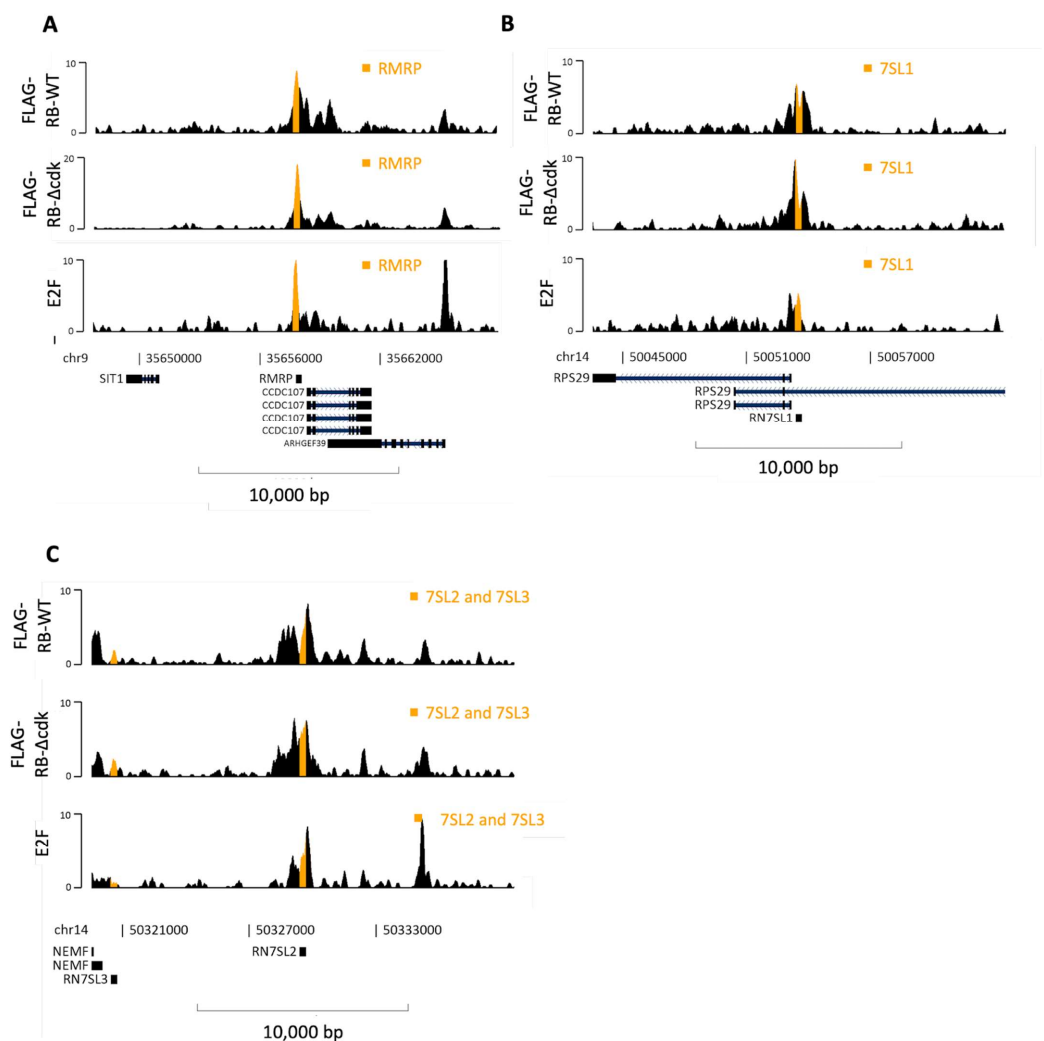 A
FLAG-
RB-WT
10
0
RMRP
FLAG-
RB-Δcdk
20
0
RMRP
E2F
10
0
RMRP
chr9 | 35650000 | 35656000 | 35662000
SIT1 RMRP
CCDC107
CCDC107
CCDC107
CCDC107
ARHGEF39
10,000 bp
B
FLAG-
RB-WT
10
0
7SL1
FLAG-
RB-Δcdk
10
0
7SL1
E2F
10
0
7SL1
chr14 | 50045000 | 50051000 | 50057000
RPS29
RPS29
RPS29
RN7SL1
10,000 bp
C
FLAG-
RB-WT
10
0
7SL2 and 7SL3
FLAG-
RB-Δcdk
10
0
7SL2 and 7SL3
E2F
10
0
7SL2 and 7SL3
chr14 | 50321000 | 50327000 | 50333000
NEMF RN7SL2
NEMF
RN7SL3
10,000 bp